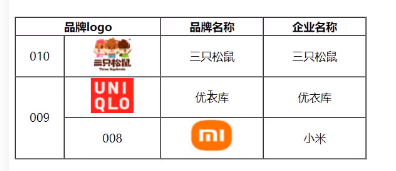 品牌logo 品牌名称 企业名称
010 三只松鼠 三只松鼠 三只松鼠
UNI
QLO
009 优衣库 优衣库
008 mi 小米